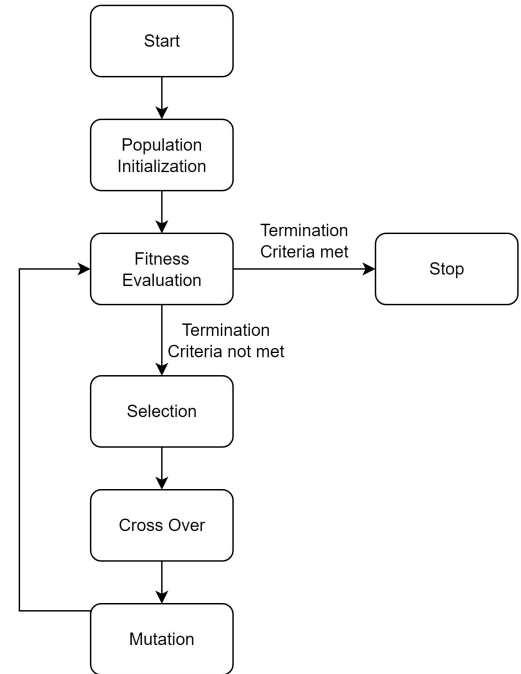 Start
Population
Initialization
Fitness
Evaluation
Termination
Criteria met
Stop
Termination
Criteria not met
Selection
Cross Over
Mutation